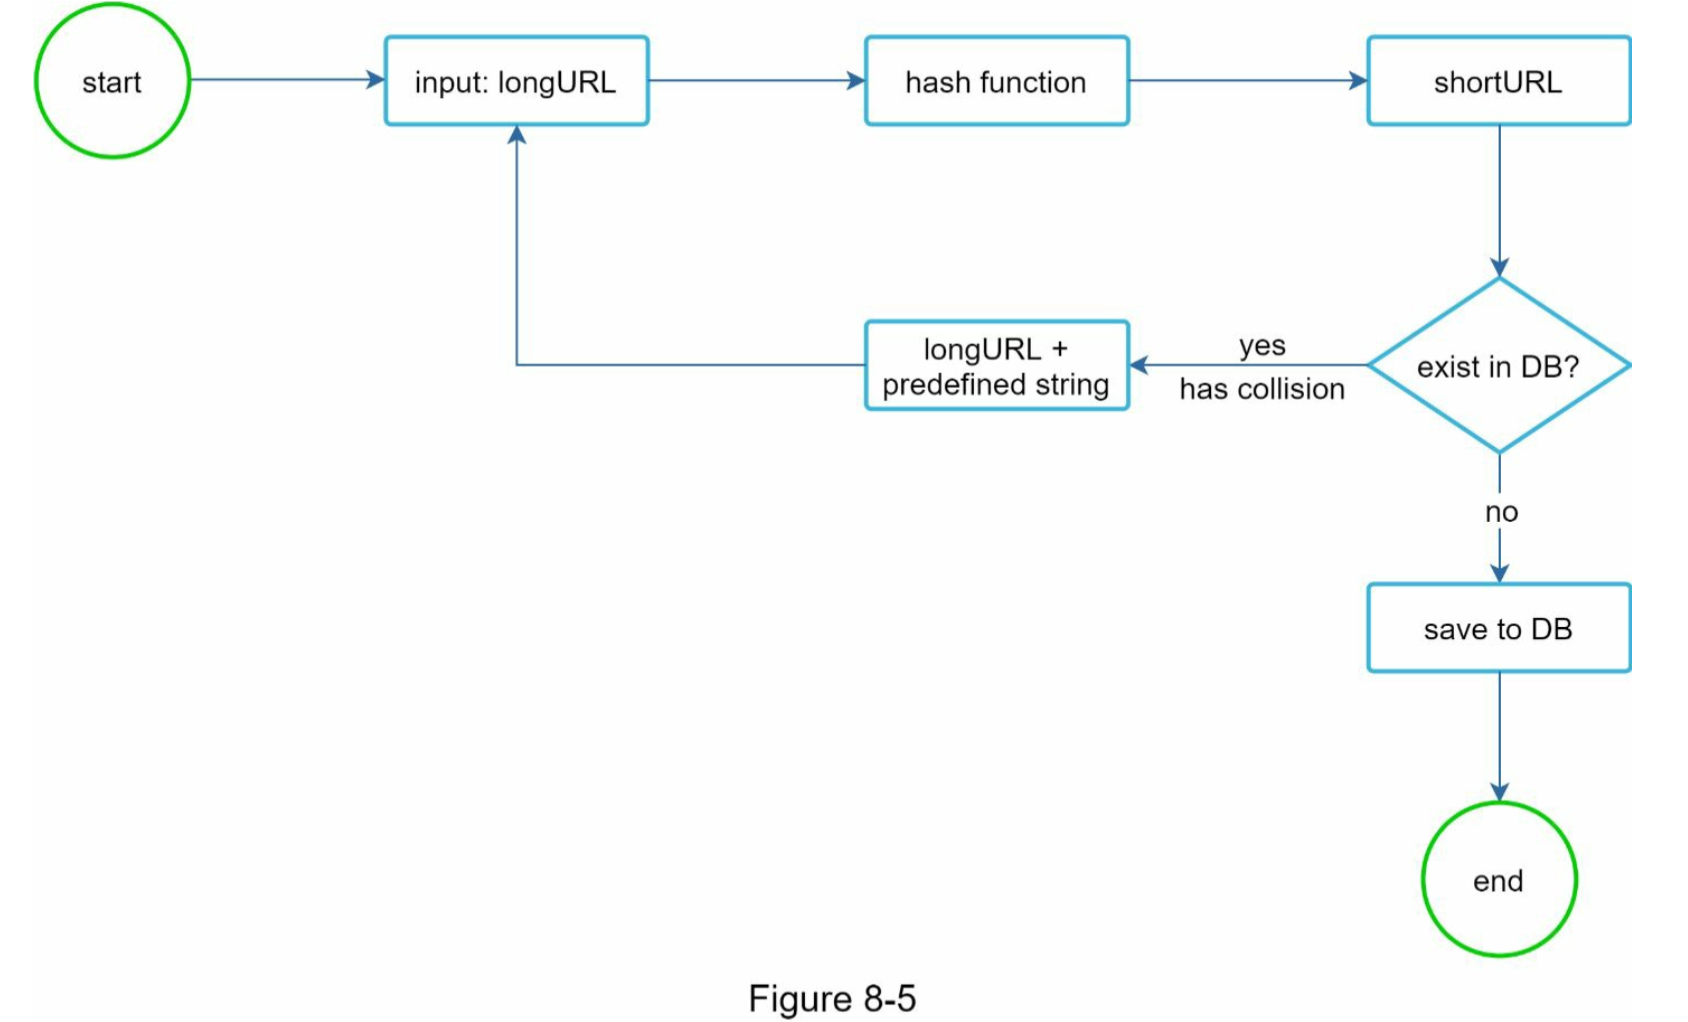 start
input: longURL
hash function
shortURL
longURL +
predefined string
yes
has collision
exist in DB?
no
save to DB
end
Figure 8-5